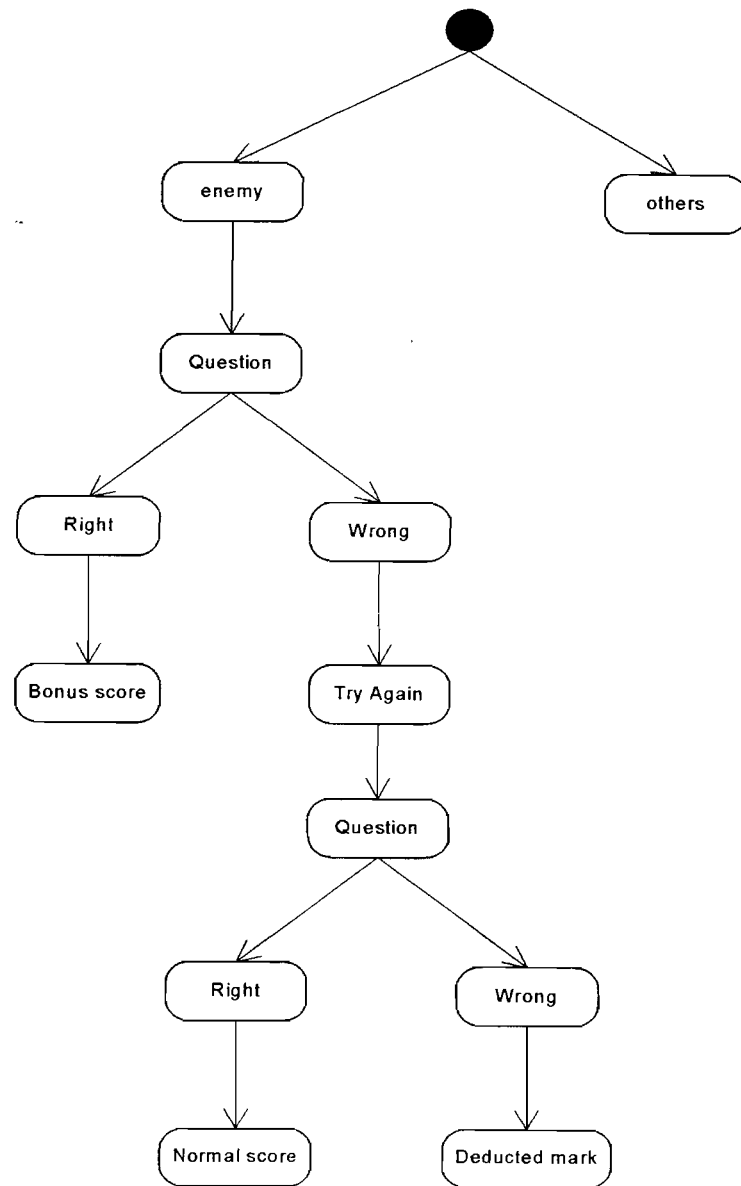 enemy
others
Question
Right
Wrong
Bonus score
Try Again
Question
Right
Wrong
Normal score
Deducted mark